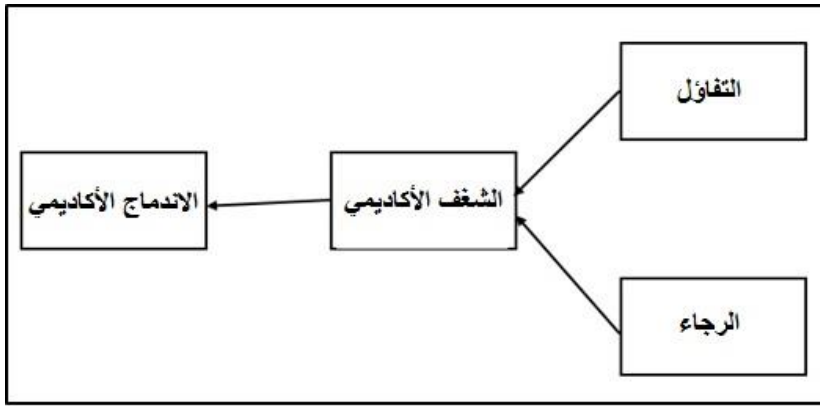 التفاؤل
الشغف الأكاديمي
الاندماج الأكاديمي
الرجاء